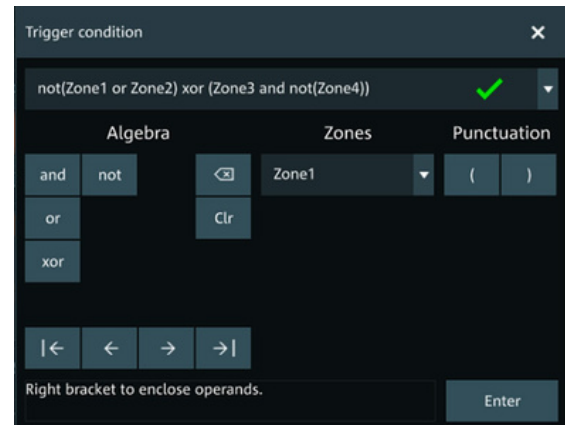 Trigger condition
not(Zone1 or Zone2) xor (Zone3 and not(Zone4))
Algebra Zones Punctuation
and not Zone1 ( )
or Clr
xor
Right bracket to enclose operands.
Enter